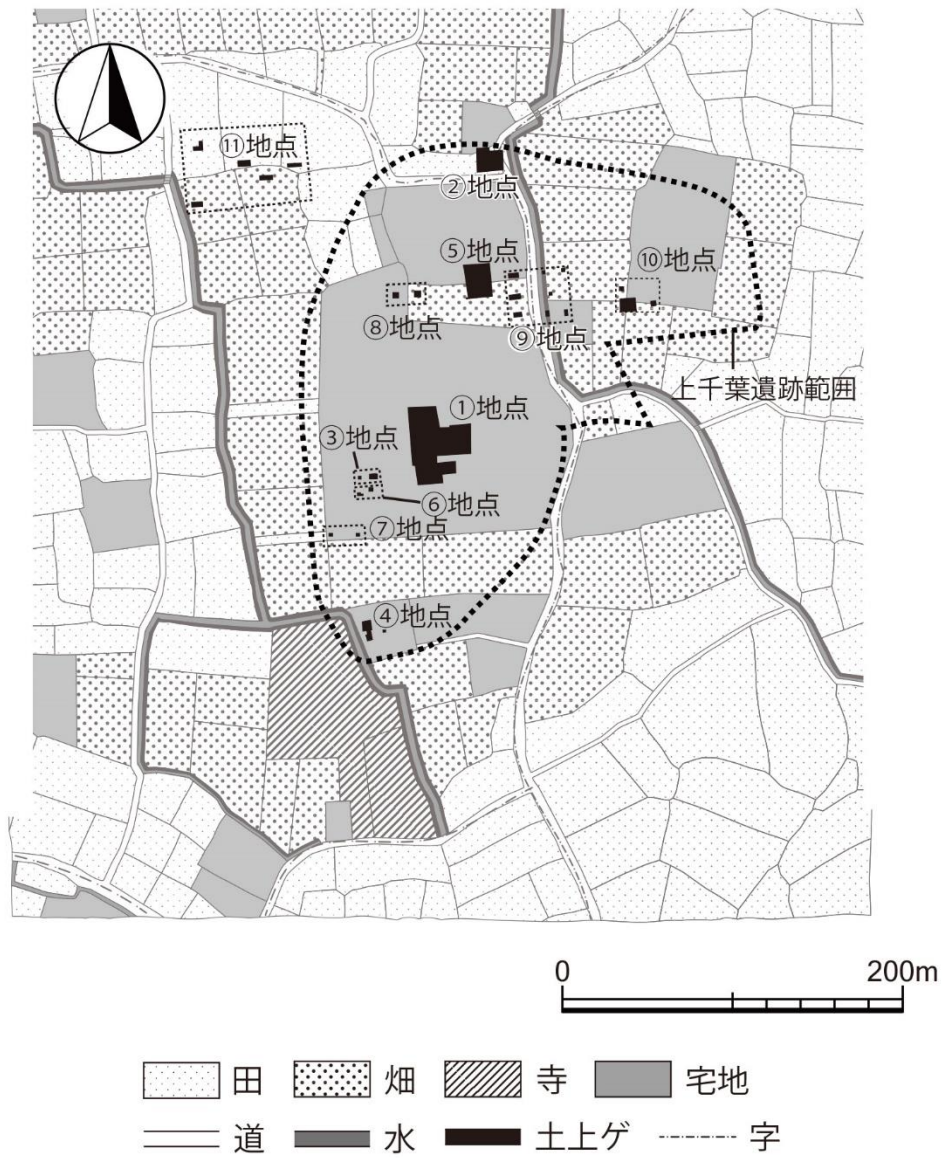 ⑪地点
②地点
⑤地点
⑩地点
⑧地点
⑨地点
上千葉遺跡範囲
①地点
③地点
⑥地点
⑦地点
④地点
0 200m
田 畑 寺 宅地
道 水 土上ゲ 字